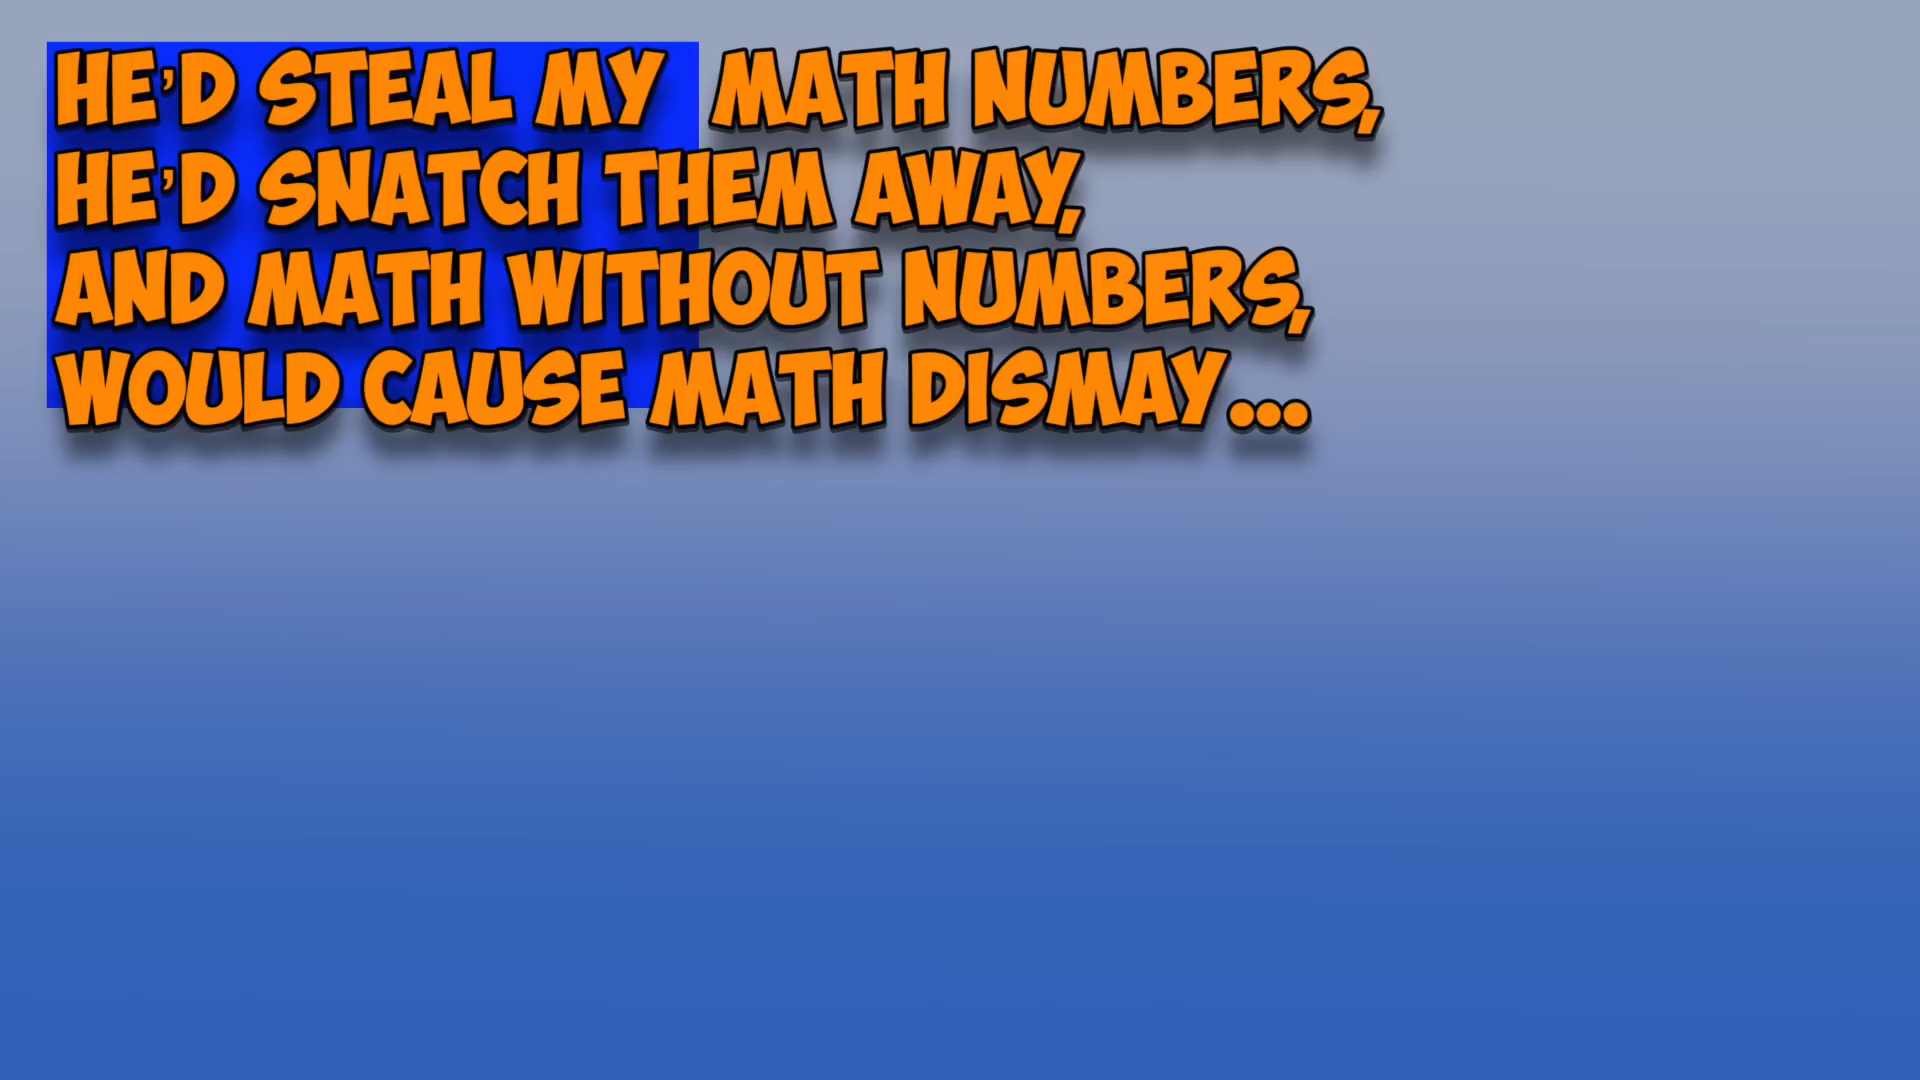 HE'D STEAL MY MATH NUMBERS,
HE'D SNATCH THEM AWAY,
AND MATH WITHOUT NUMBERS,
WOULD CAUSE MATH DISMAY...